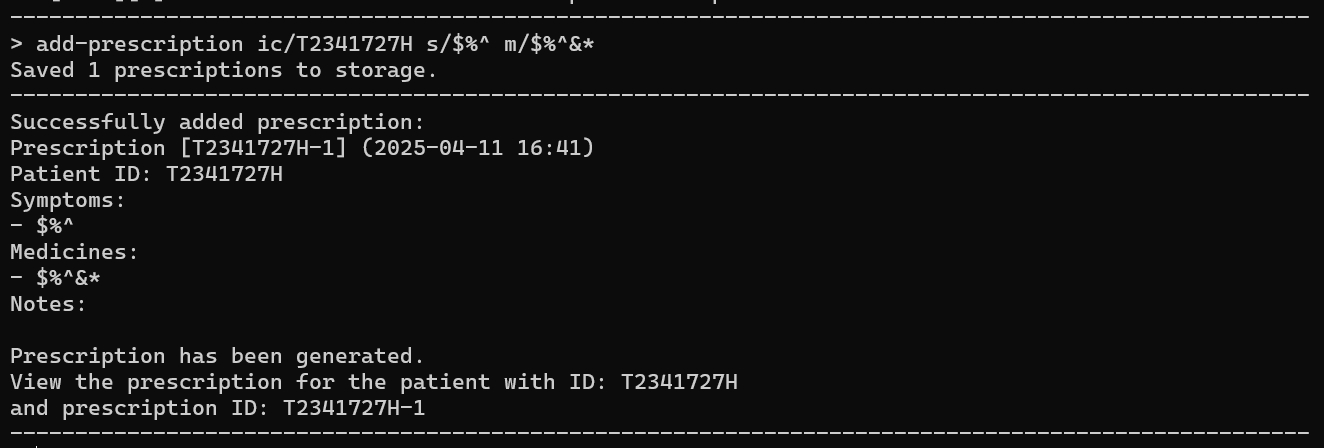 > add-prescription ic/T2341727H s/$%^ m/$%^&*
Saved 1 prescriptions to storage.
Successfully added prescription:
Prescription [T2341727H-1] (2025-04-11 16:41)
Patient ID: T2341727H
Symptoms:
- $%^
Medicines:
- $%^&*
Notes:
Prescription has been generated.
View the prescription for the patient with ID: T2341727H
and prescription ID: T2341727H-1